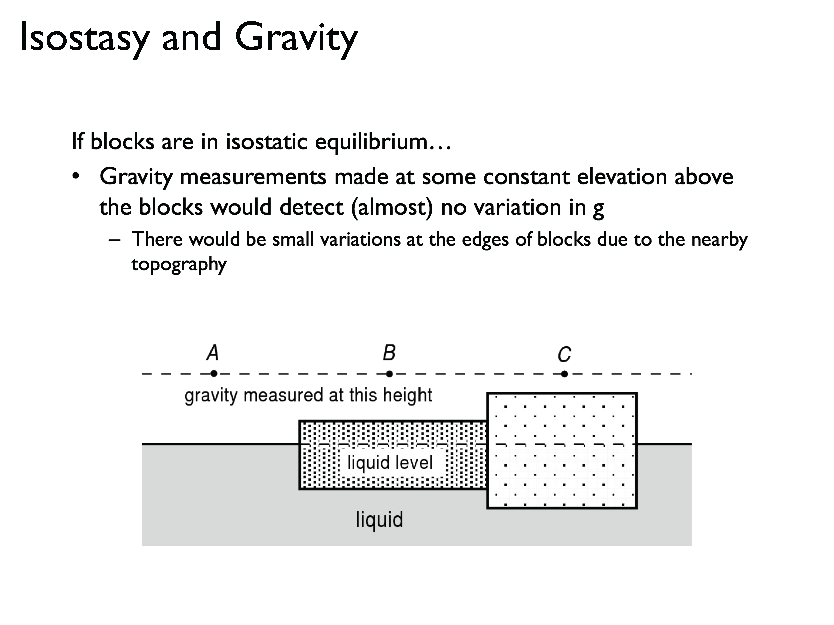 Isostasy and Gravity
If blocks are in isostatic equilibrium…
• Gravity measurements made at some constant elevation above
the blocks would detect (almost) no variation in g
– There would be small variations at the edges of blocks due to the nearby
topography
A B C
gravity measured at this height
liquid level
liquid